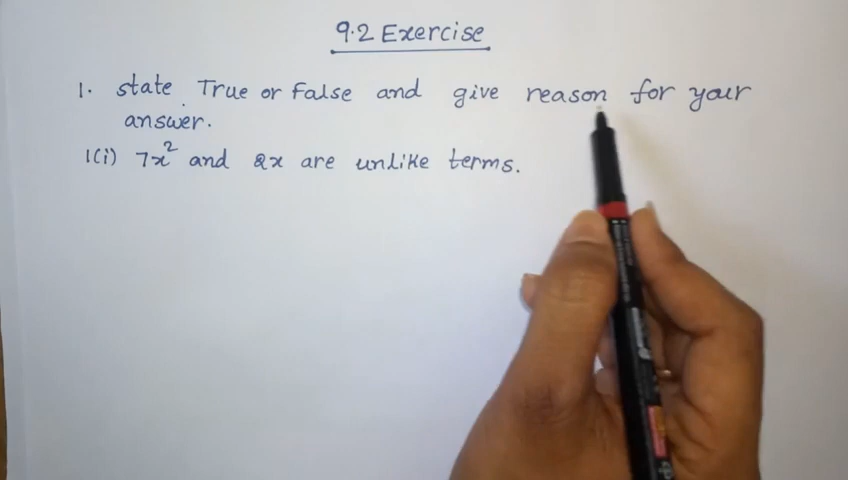 9.2 Exercise
1. state True or False and give reason for your
answer.
1(i) 7x² and 2x are unlike terms.